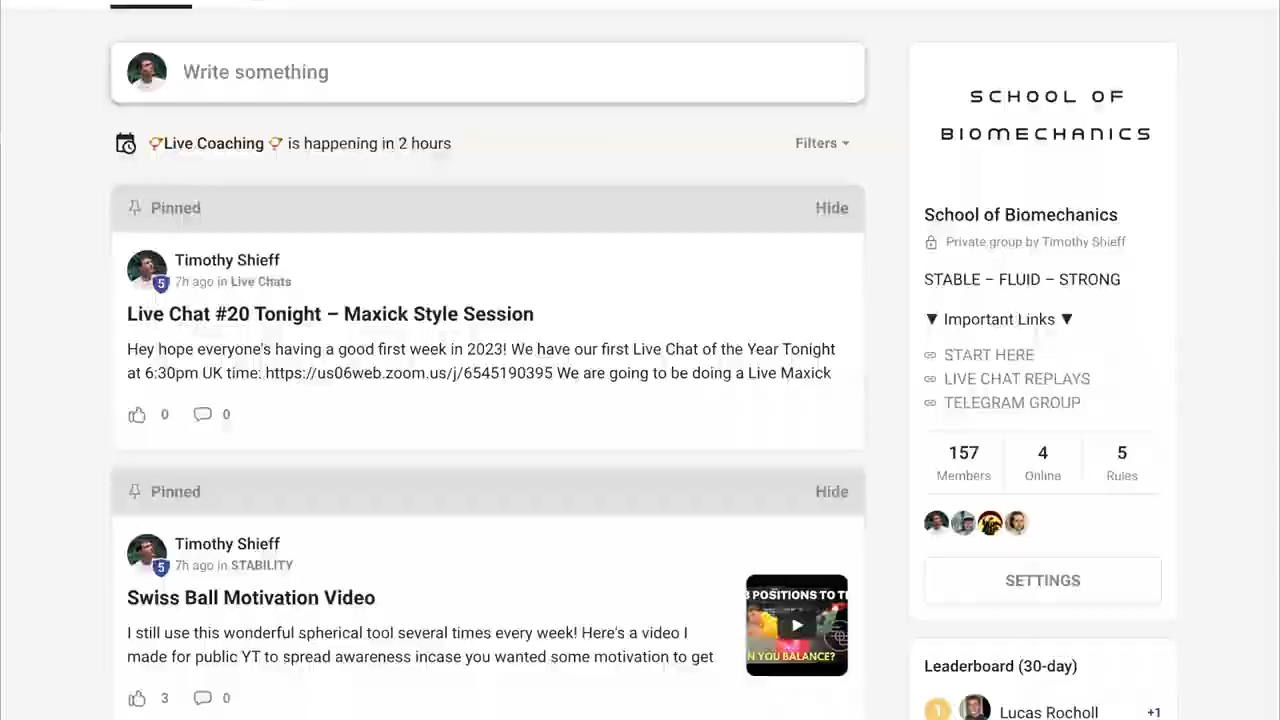 Write something
Live Coaching is happening in 2 hours
Filters
Pinned
Hide
Timothy Shieff
5
7h ago in Live Chats
Live Chat #20 Tonight – Maxick Style Session
Hey hope everyone's having a good first week in 2023! We have our first Live Chat of the Year Tonight
at 6:30pm UK time: https://us06web.zoom.us/j/6545190395 We are going to be doing a Live Maxick
0
0
Pinned
Hide
Timothy Shieff
5
7h ago in STABILITY
Swiss Ball Motivation Video
I still use this wonderful spherical tool several times every week! Here's a video I
made for public YT to spread awareness incase you wanted some motivation to get
3 POSITIONS TO
N YOU BALANCE?
3
0
SCHOOL OF
BIOMECHANICS
School of Biomechanics
Private group by Timothy Shieff
STABLE – FLUID – STRONG
▼ Important Links ▼
START HERE
LIVE CHAT REPLAYS
TELEGRAM GROUP
157
Members
4
Online
5
Rules
SETTINGS
Leaderboard (30-day)
1
Lucas Rocholl
+1